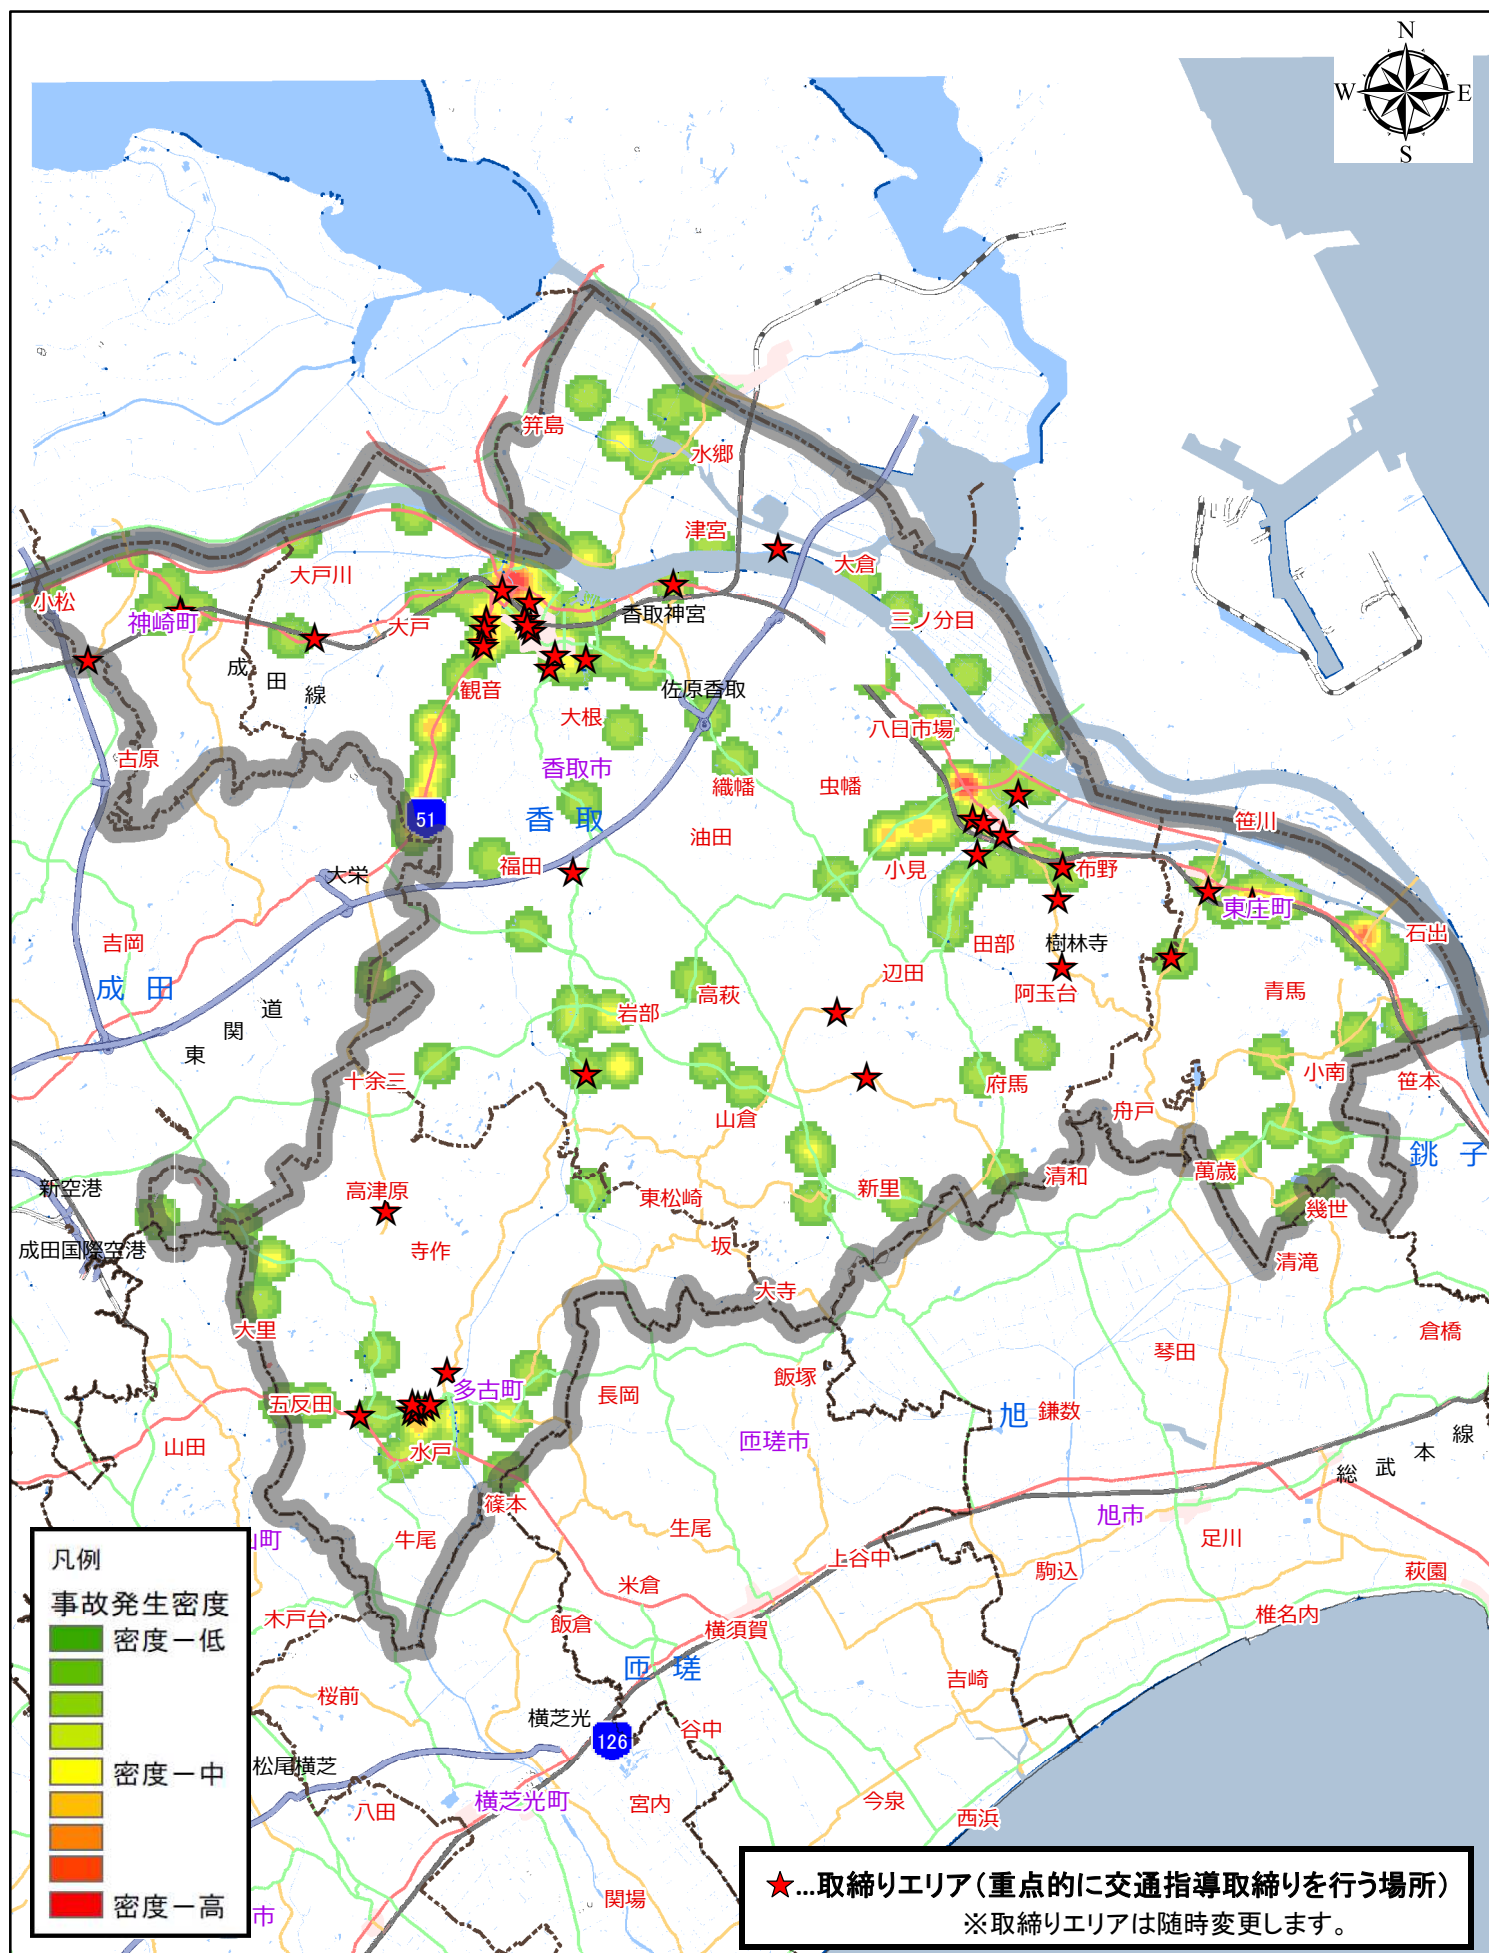 N
W
E
S
笄島
水郷
津宮
大倉
三ノ分目
大戸川
小松
神崎町
大戸
香取神宮
成田線
観音
佐原香取
大根
古原
香取市
織幡
虫幡
八日市場
51
香取
油田
笹川
大栄
福田
小見
布野
東庄町
吉岡
成田
東関道
田部
樹林寺
石出
辺田
阿玉台
青馬
高萩
岩部
十余三
府馬
小南
笹本
山倉
舟戸
銚子
新空港
高津原
東松崎
新里
清和
萬歳
幾世
成田国際空港
寺作
坂
清滝
大寺
大里
倉橋
琴田
飯塚
多古町
長岡
五反田
旭
鎌数
山田
水戸
匝瑳市
総武本線
篠本
旭市
生尾
足川
山町
牛尾
上谷中
駒込
萩園
米倉
木戸台
飯倉
横須賀
椎名内
匝瑳
吉崎
桜前
横芝光
126
谷中
松尾横芝
八田
横芝光町
宮内
今泉
西浜
関場
市
凡例
事故発生密度
密度－低
密度－中
密度－高
★...取締りエリア（重点的に交通指導取締りを行う場所）
※取締りエリアは随時変更します。